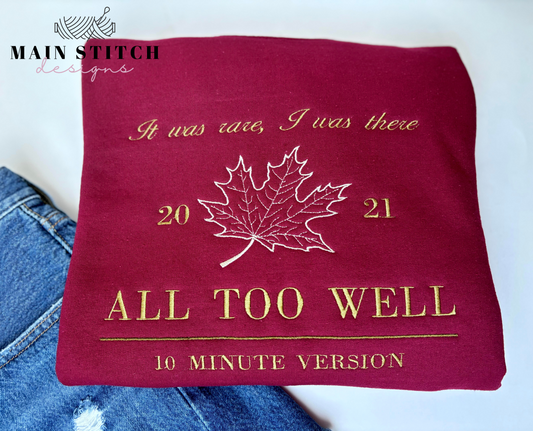 MAIN STITCH
designs
It was rare, I was there
20 21
ALL TOO WELL
10 MINUTE VERSION